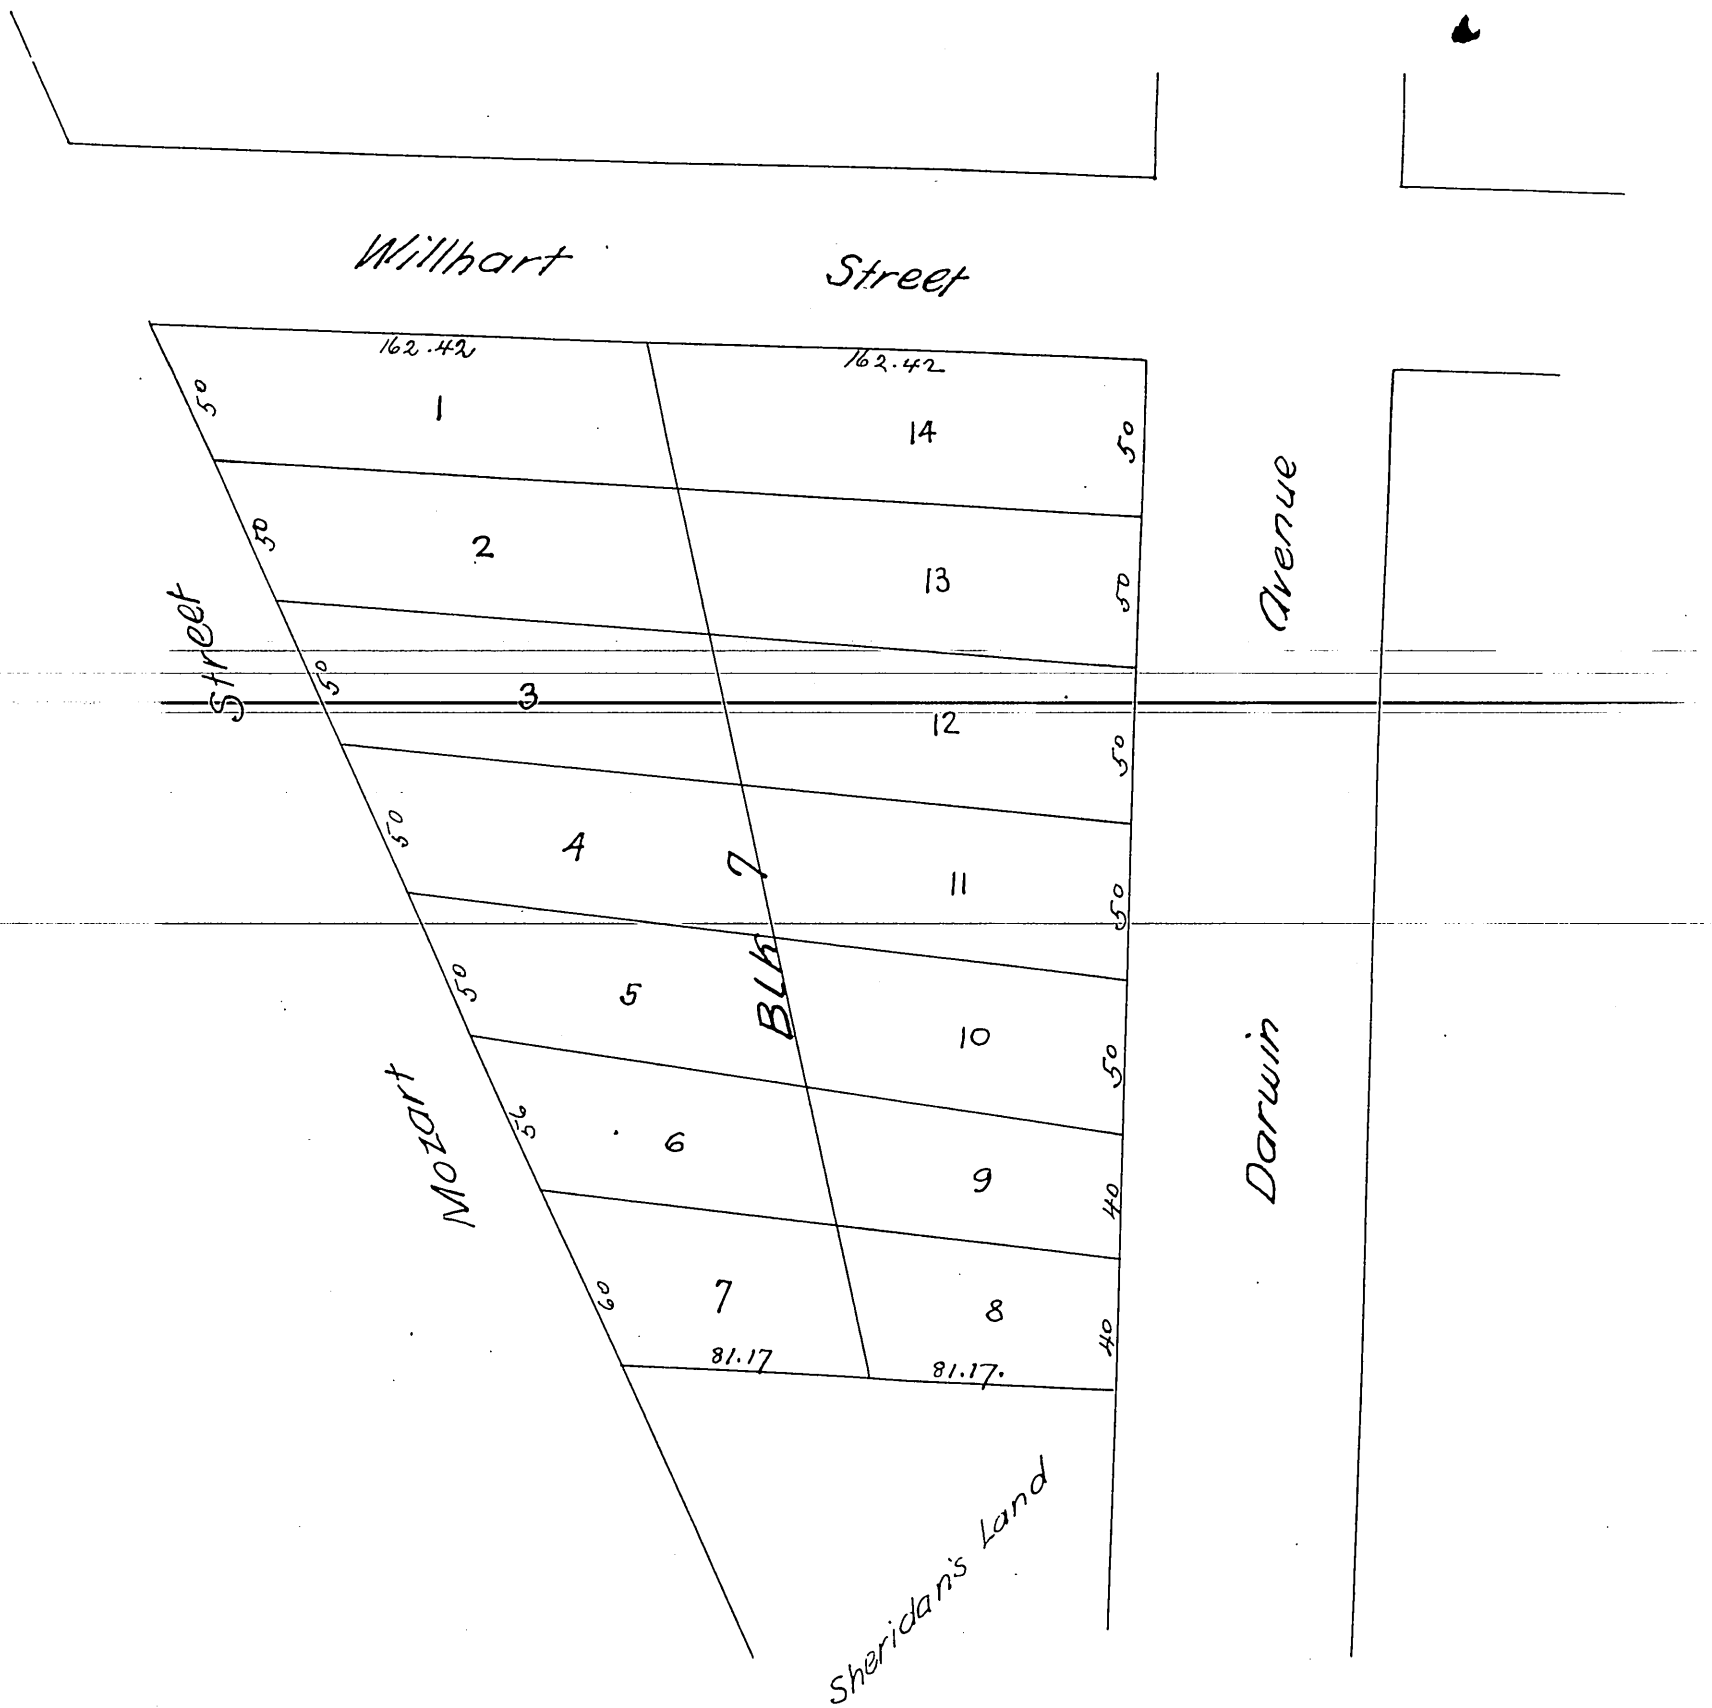 Willhart Street
162.42 162.42
50 1 14 50
50 2 13 50
Street
50 3 12 50
50 4 11 50
Blk 7
50 5 10 50
Mozart
56 6 9 40
60 7 8 40
81.17 81.17.
Darwin Avenue
Sheridan's Land